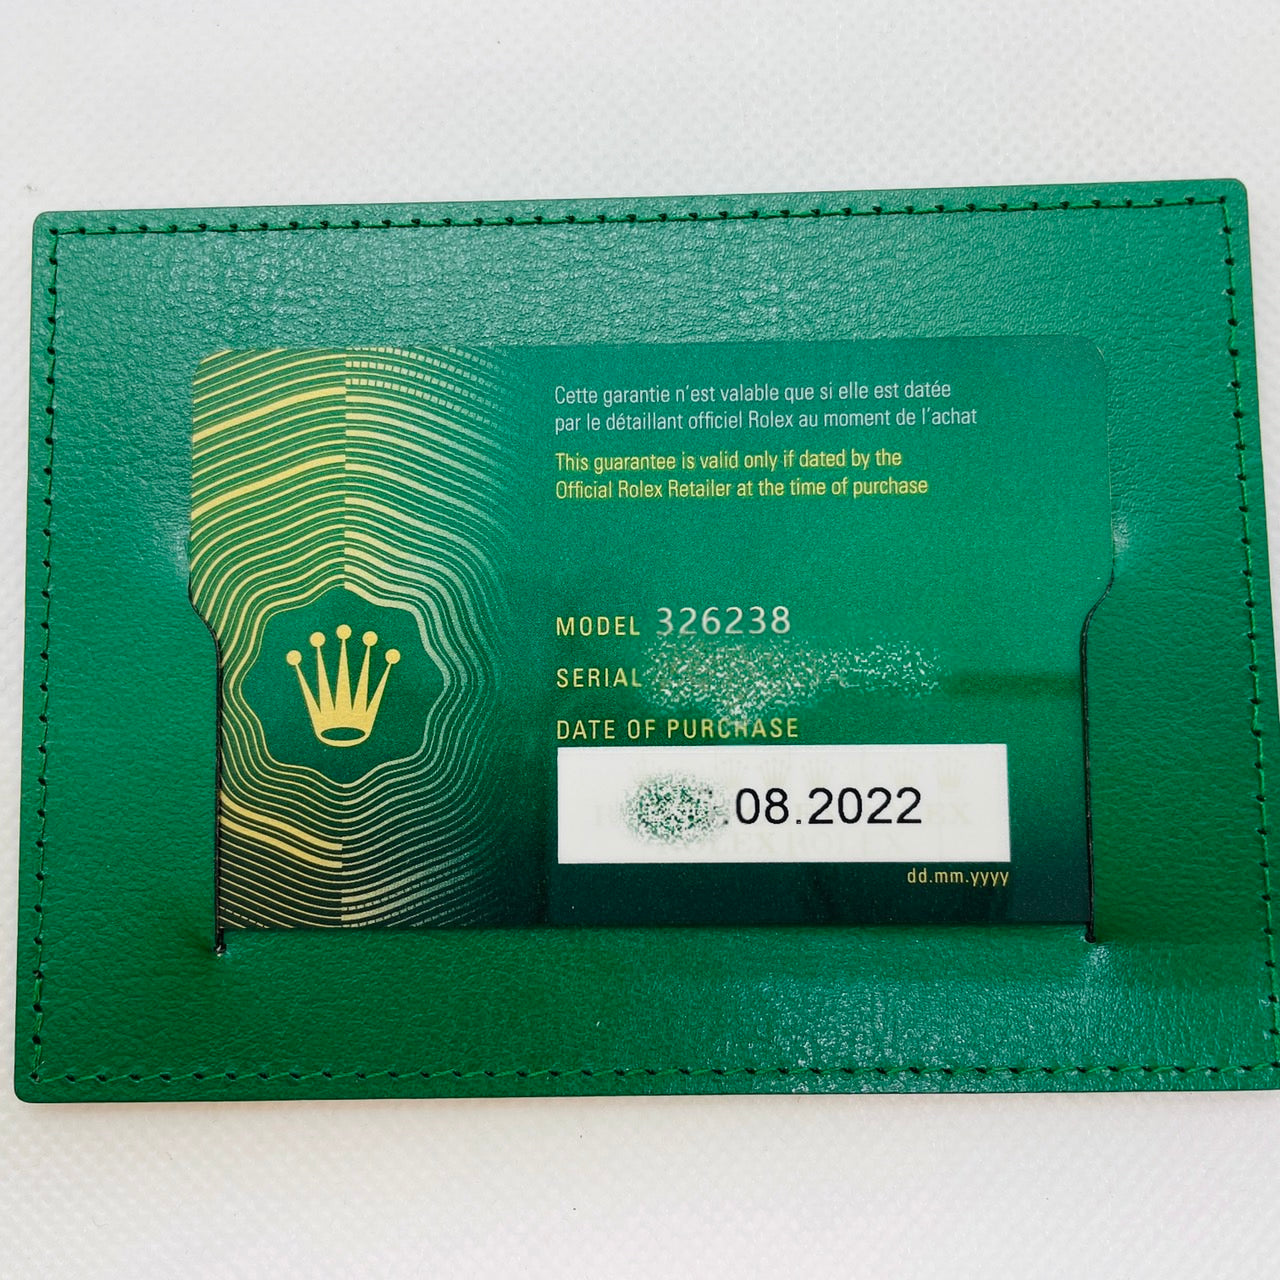 Cette garantie n'est valable que si elle est datée
par le détaillant officiel Rolex au moment de l'achat
This guarantee is valid only if dated by the
Official Rolex Retailer at the time of purchase
MODEL 326238
SERIAL
DATE OF PURCHASE
.08.2022
dd.mm.yyyy